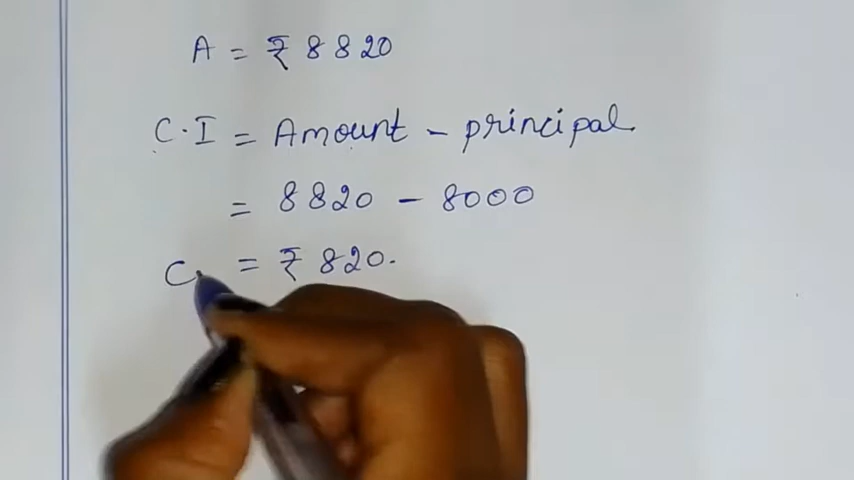 A = ₹ 8820
C.I = Amount - principal
= 8820 - 8000
C. = ₹ 820.